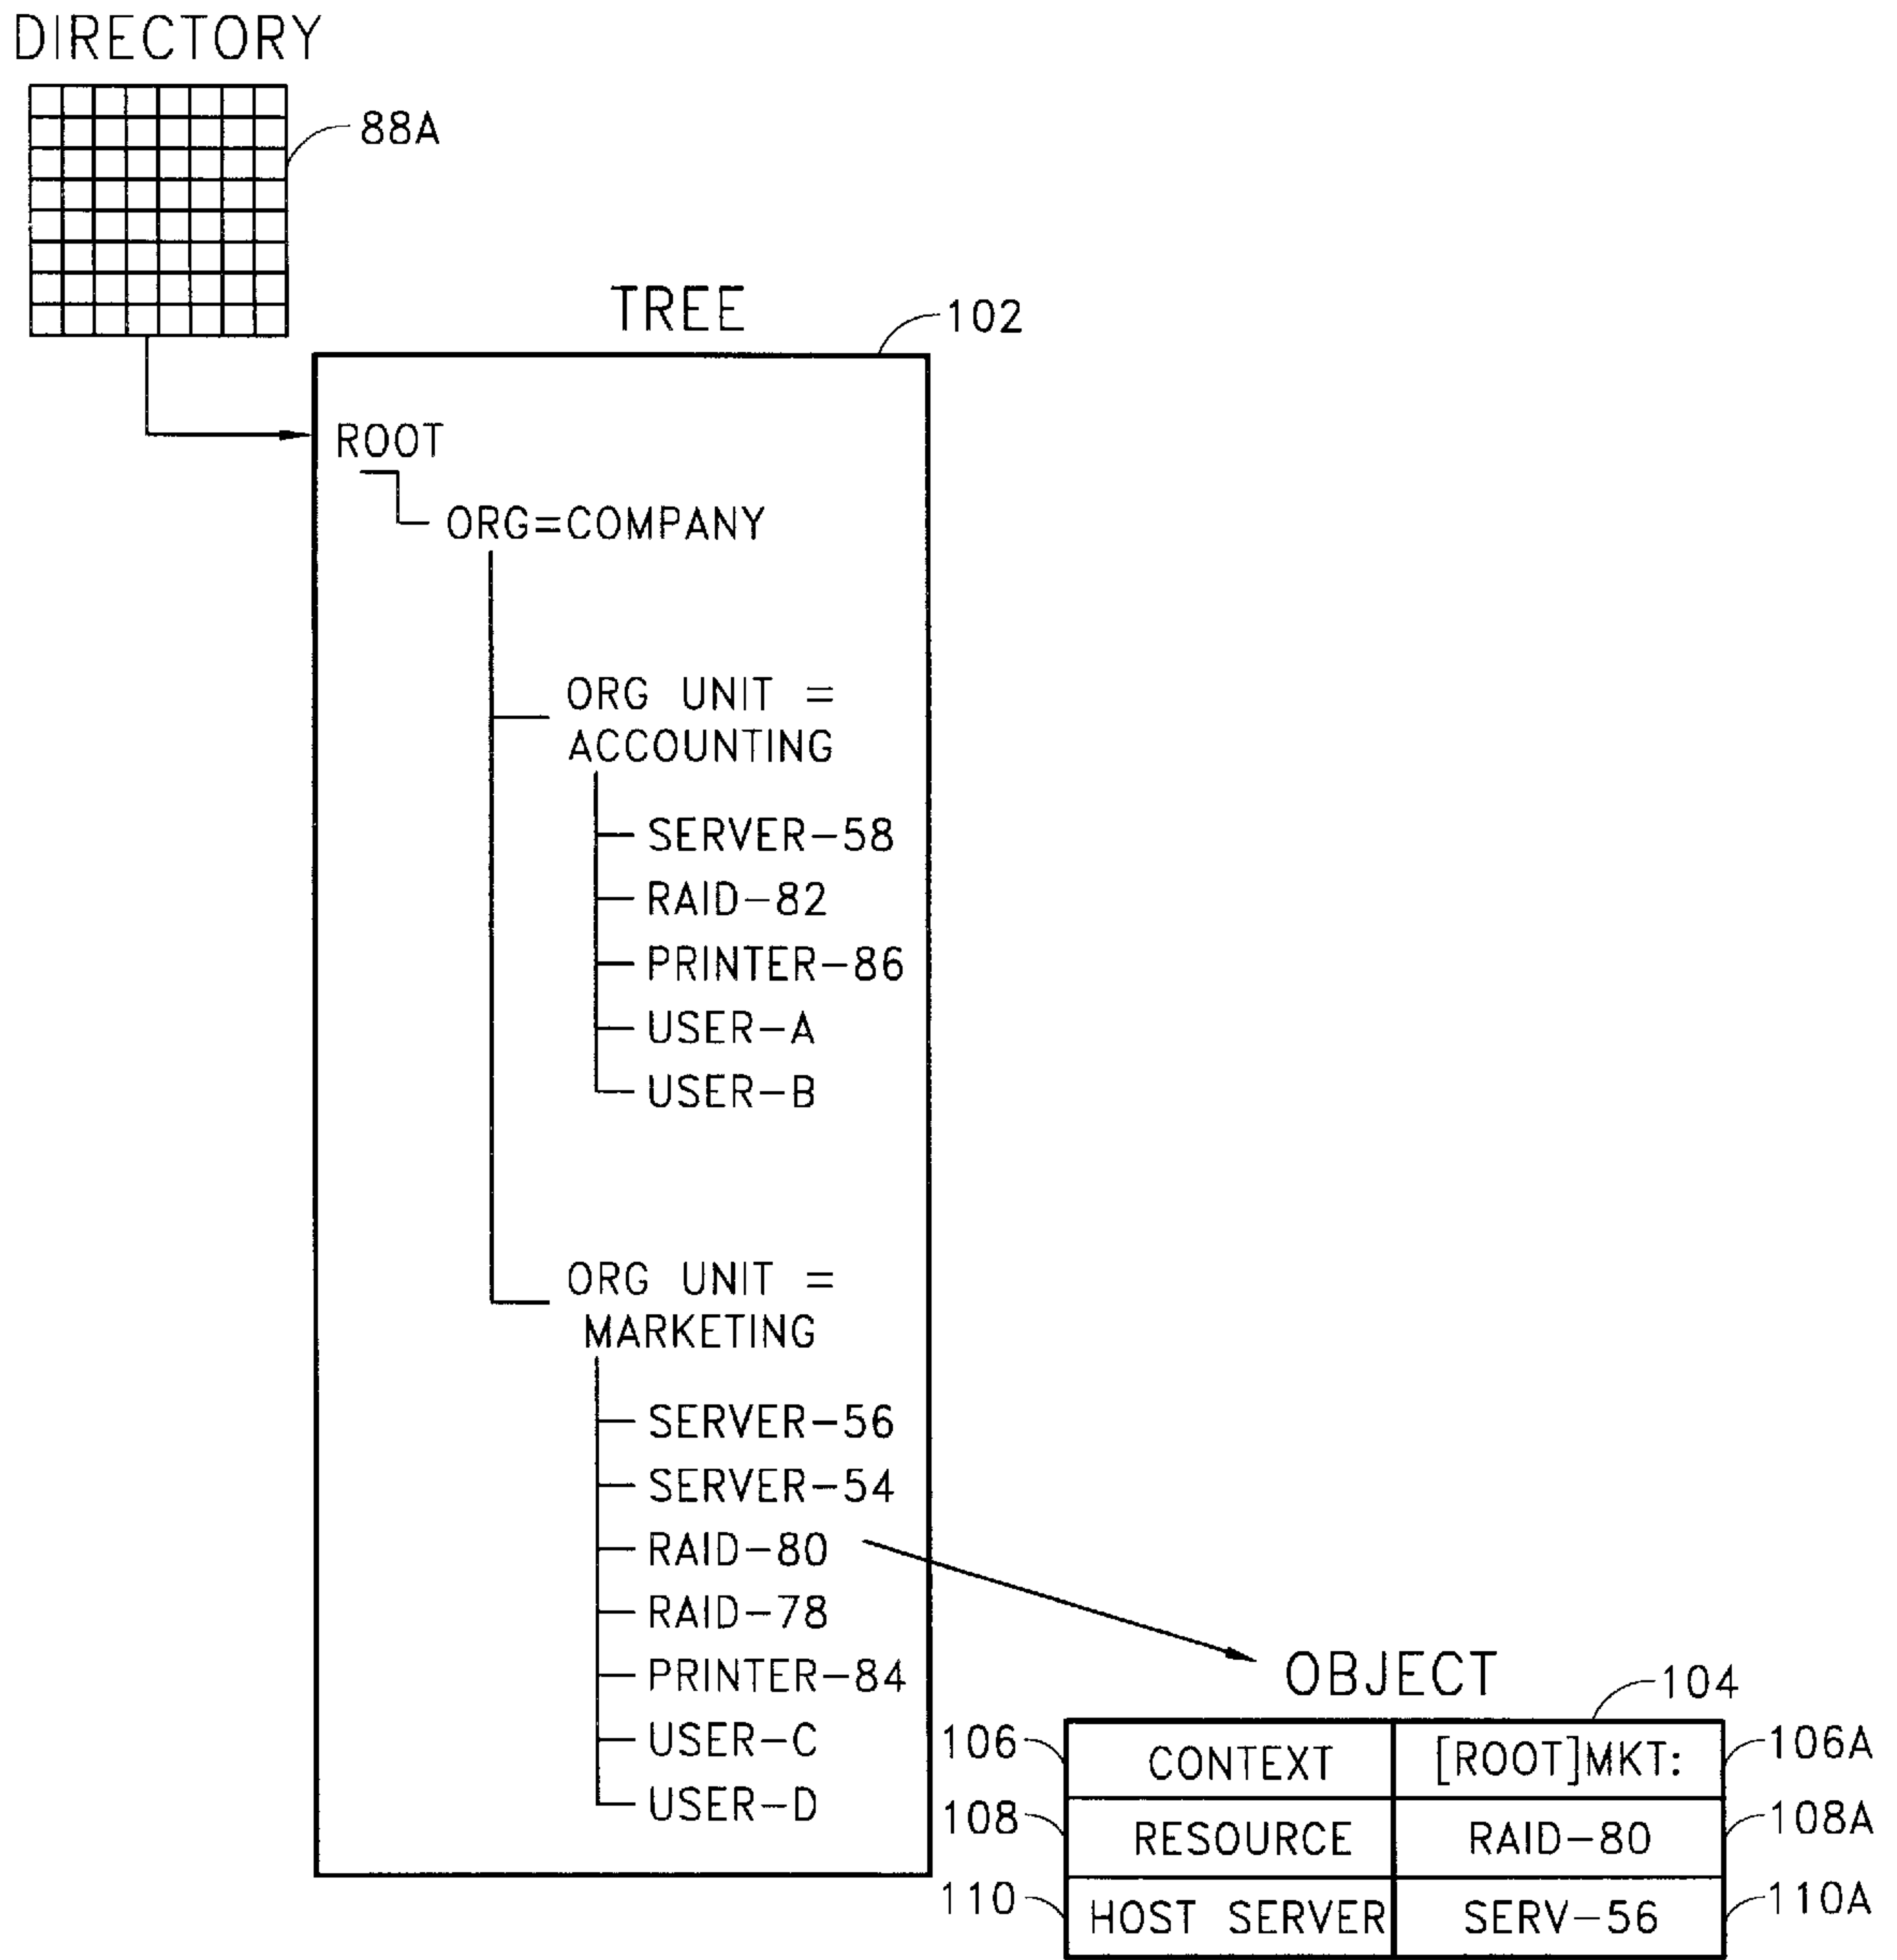 DIRECTORY
88A
TREE
102
ROOT
ORG=COMPANY
ORG UNIT =
ACCOUNTING
SERVER-58
RAID-82
PRINTER-86
USER-A
USER-B
ORG UNIT =
MARKETING
SERVER-56
SERVER-54
RAID-80
RAID-78
PRINTER-84
USER-C
USER-D
OBJECT
104
106 CONTEXT [ROOT]MKT: 106A
108 RESOURCE RAID-80 108A
110 HOST SERVER SERV-56 110A